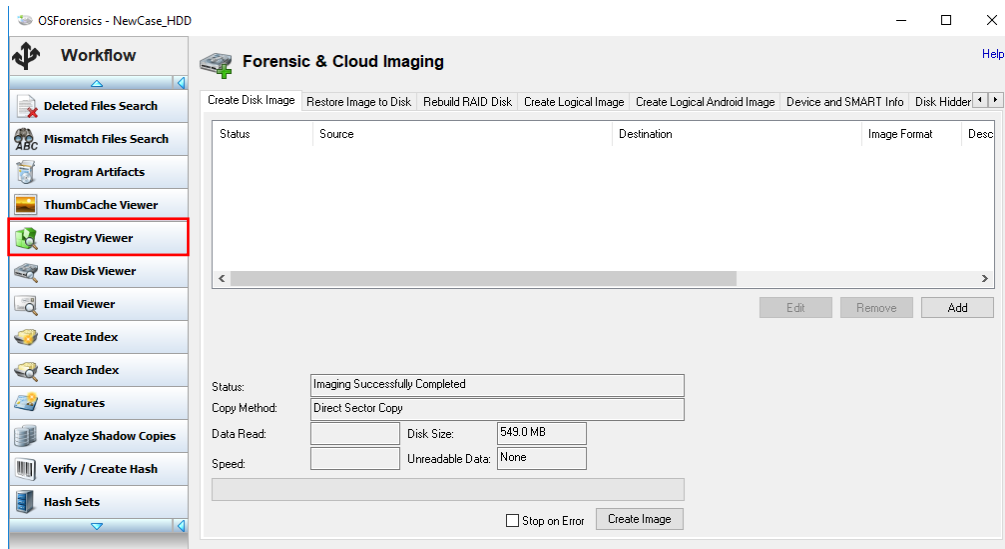 OSForensics - NewCase_HDD
Workflow
Deleted Files Search
Mismatch Files Search
Program Artifacts
ThumbCache Viewer
Registry Viewer
Raw Disk Viewer
Email Viewer
Create Index
Search Index
Signatures
Analyze Shadow Copies
Verify / Create Hash
Hash Sets
Forensic & Cloud Imaging
Help
Create Disk Image Restore Image to Disk Rebuild RAID Disk Create Logical Image Create Logical Android Image Device and SMART Info Disk Hidder
Status Source Destination Image Format Desc
Edit Remove Add
Status: Imaging Successfully Completed
Copy Method: Direct Sector Copy
Data Read: Disk Size: 549.0 MB
Speed: Unreadable Data: None
Stop on Error Create Image
ABC